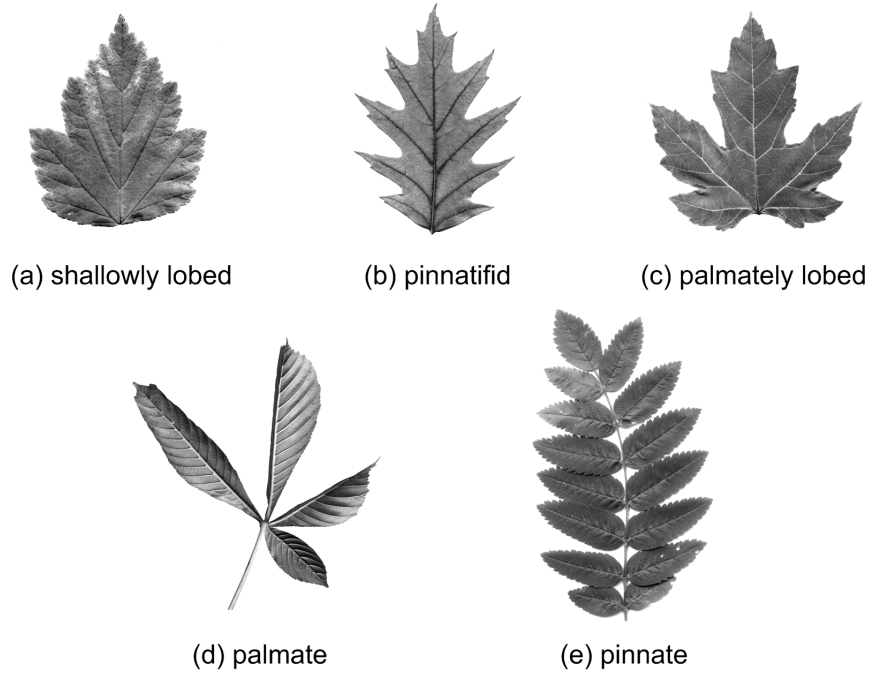 (a) shallowly lobed
(b) pinnatifid
(c) palmately lobed
(d) palmate
(e) pinnate